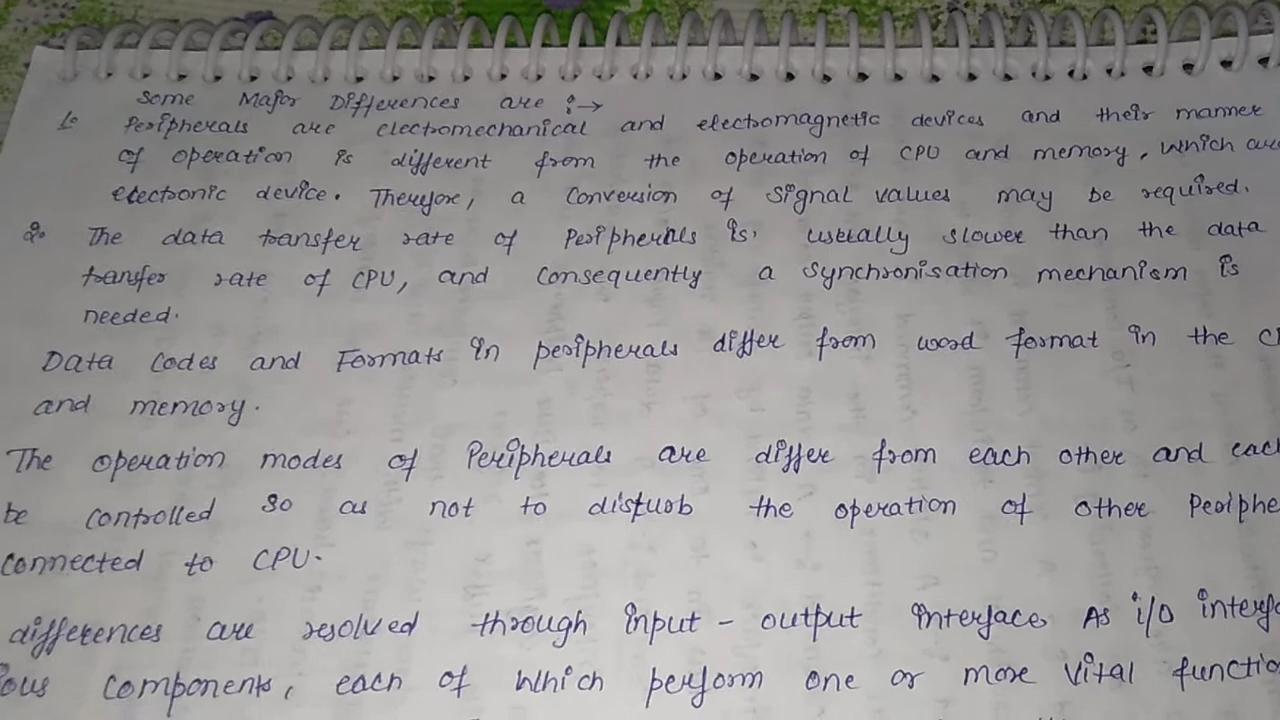 Some Major Differences are :→
1. Peripherals are electromechanical and electromagnetic devices and their manner
of operation is different from the operation of CPU and memory, which are
electronic device. Therefore, a conversion of signal values may be required.
2. The data transfer rate of Peripherals is usually slower than the data
transfer rate of CPU, and consequently a synchronisation mechanism is
needed.
Data codes and Formats in peripherals differ from word format in the C
and memory.
The operation modes of Peripherals are differ from each other and each
be controlled so as not to disturb the operation of other Periphe
connected to CPU.
differences are resolved through input - output interface As i/o interf
ous components, each of which perform one or more vital functio